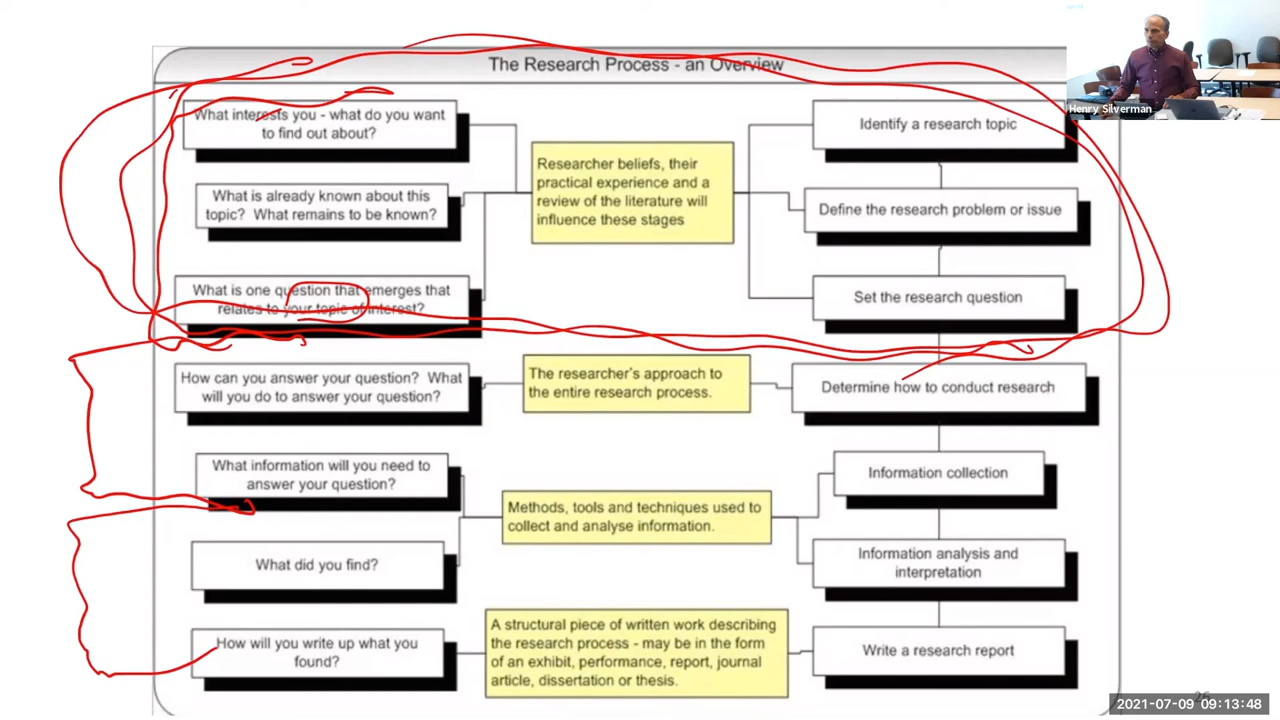 The Research Process - an Overview
What interests you - what do you want
to find out about?
What is already known about this
topic? What remains to be known?
What is one question that emerges that
relates to your topic of interest?
How can you answer your question? What
will you do to answer your question?
What information will you need to
answer your question?
What did you find?
How will you write up what you
found?
Researcher beliefs, their
practical experience and a
review of the literature will
influence these stages
The researcher's approach to
the entire research process.
Methods, tools and techniques used to
collect and analyse information.
A structural piece of written work describing
the research process - may be in the form
of an exhibit, performance, report, journal
article, dissertation or thesis.
Identify a research topic
Define the research problem or issue
Set the research question
Determine how to conduct research
Information collection
Information analysis and
interpretation
Write a research report
Henry Silverman
26
2021-07-09 09:13:48